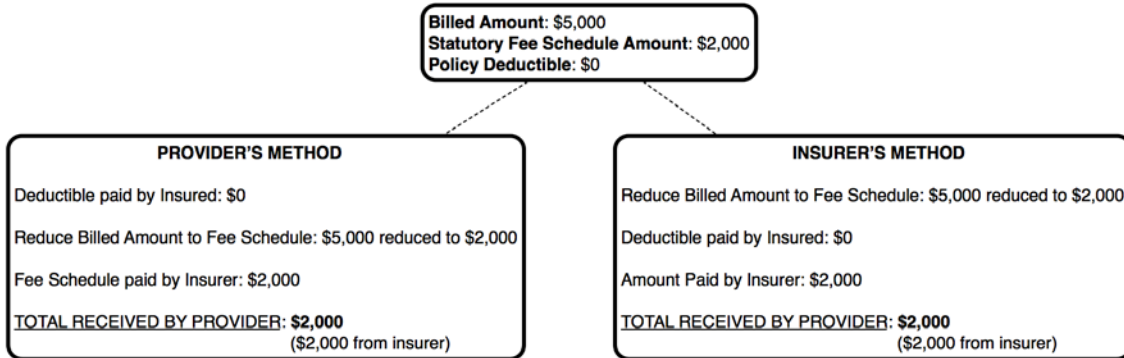 Billed Amount: $5,000
Statutory Fee Schedule Amount: $2,000
Policy Deductible: $0
PROVIDER'S METHOD
Deductible paid by Insured: $0
Reduce Billed Amount to Fee Schedule: $5,000 reduced to $2,000
Fee Schedule paid by Insurer: $2,000
TOTAL RECEIVED BY PROVIDER: $2,000
($2,000 from insurer)
INSURER'S METHOD
Reduce Billed Amount to Fee Schedule: $5,000 reduced to $2,000
Deductible paid by Insured: $0
Amount Paid by Insurer: $2,000
TOTAL RECEIVED BY PROVIDER: $2,000
($2,000 from insurer)